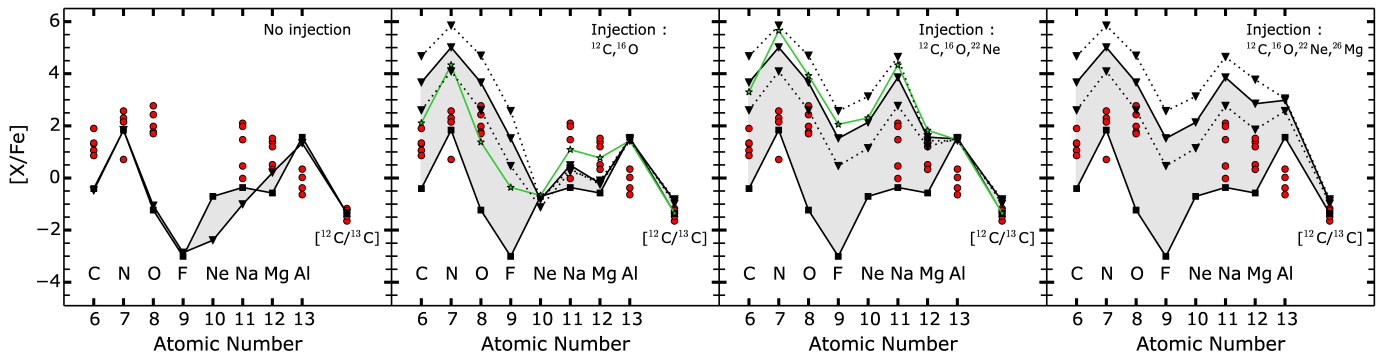 [X/Fe]
6
4
2
0
−2
−4
No injection
[¹²C/¹³C]
C N O F Ne Na Mg Al
6 7 8 9 10 11 12 13
Atomic Number
Injection :
¹²C,¹⁶O
[¹²C/¹³C]
C N O F Ne Na Mg Al
6 7 8 9 10 11 12 13
Atomic Number
Injection :
¹²C,¹⁶O,²²Ne
[¹²C/¹³C]
C N O F Ne Na Mg Al
6 7 8 9 10 11 12 13
Atomic Number
Injection :
¹²C,¹⁶O,²²Ne,²⁶Mg
[¹²C/¹³C]
C N O F Ne Na Mg Al
6 7 8 9 10 11 12 13
Atomic Number